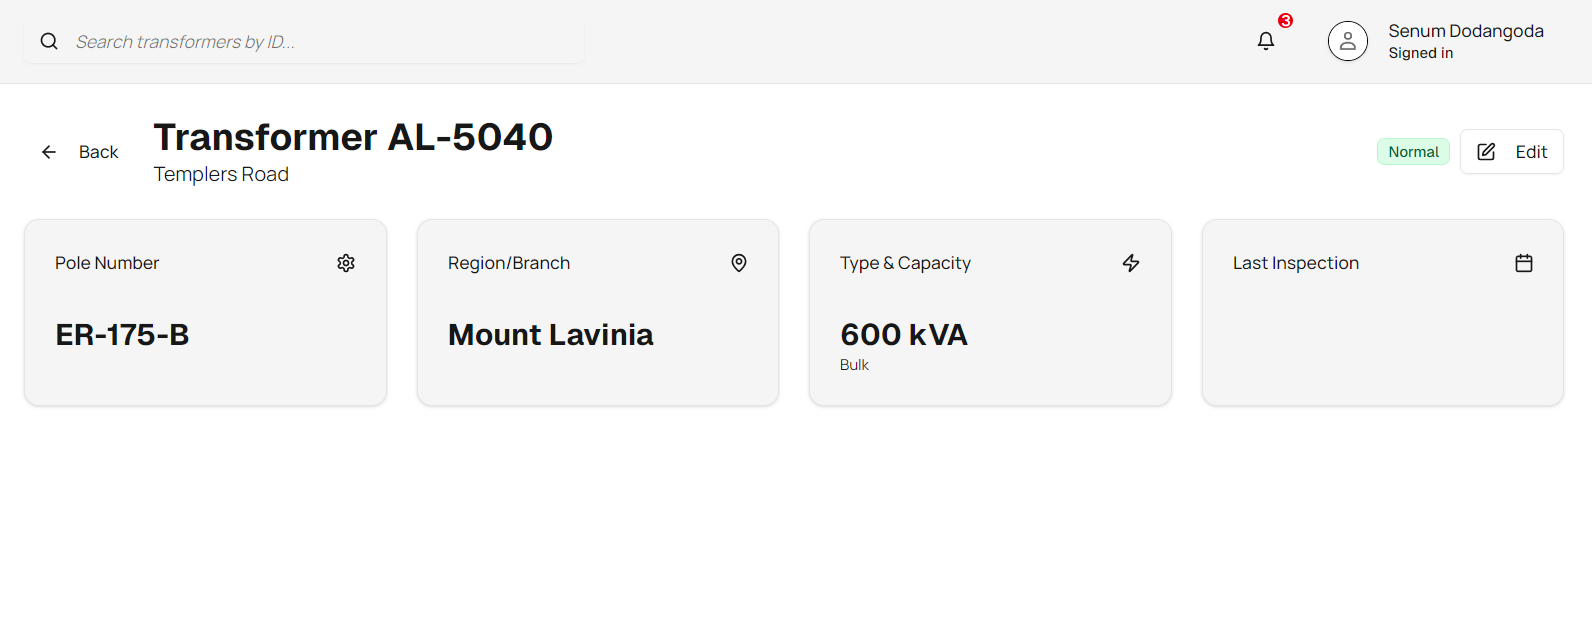 Search transformers by ID...
3
Senum Dodangoda
Signed in
Back
Transformer AL-5040
Templers Road
Normal
Edit
Pole Number
ER-175-B
Region/Branch
Mount Lavinia
Type & Capacity
600 kVA
Bulk
Last Inspection